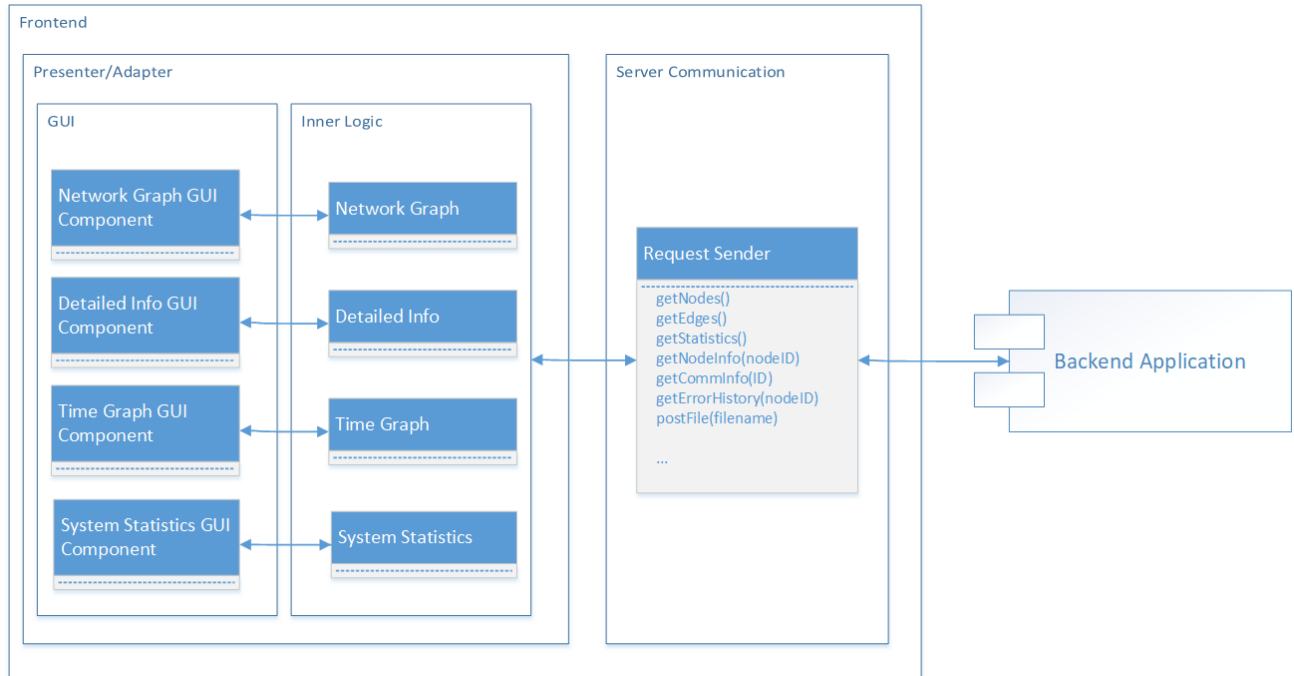 Frontend
Presenter/Adapter
GUI
Network Graph GUI
Component
Detailed Info GUI
Component
Time Graph GUI
Component
System Statistics GUI
Component
Inner Logic
Network Graph
Detailed Info
Time Graph
System Statistics
Server Communication
Request Sender
getNodes()
getEdges()
getStatistics()
getNodeInfo(nodeID)
getCommInfo(ID)
getErrorHistory(nodeID)
postFile(filename)
...
Backend Application